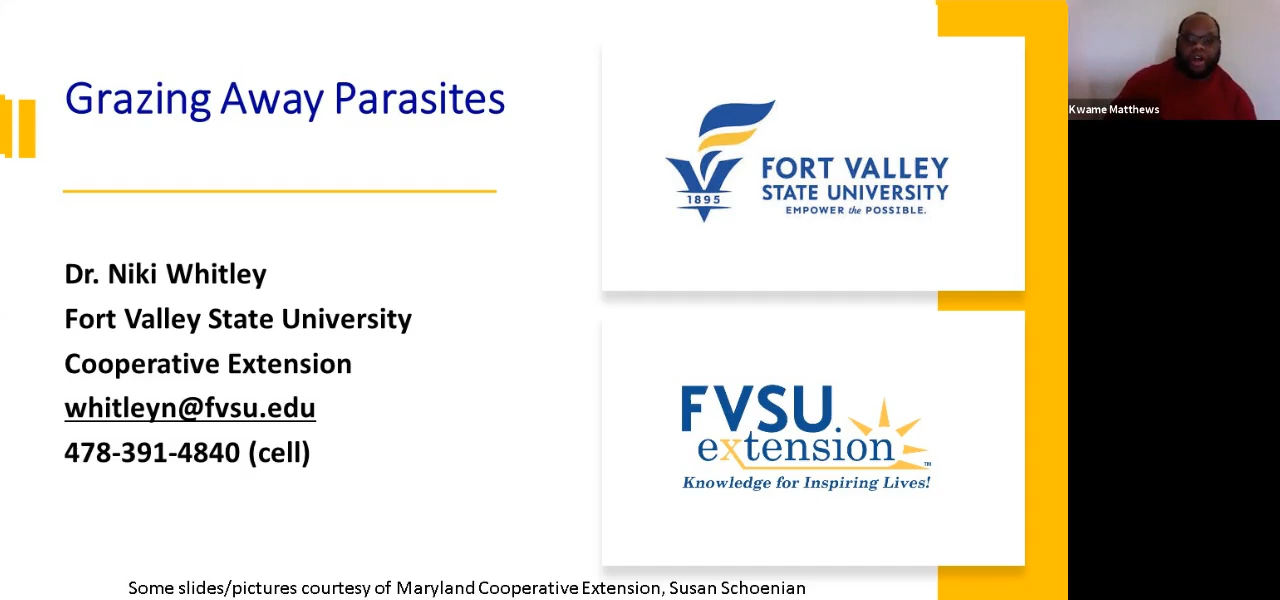 Grazing Away Parasites
Dr. Niki Whitley
Fort Valley State University
Cooperative Extension
whitleyn@fvsu.edu
478-391-4840 (cell)
FORT VALLEY
STATE UNIVERSITY
EMPOWER the POSSIBLE.
1895
FVSU
extension™
Knowledge for Inspiring Lives!
Some slides/pictures courtesy of Maryland Cooperative Extension, Susan Schoenian
Kwame Matthews